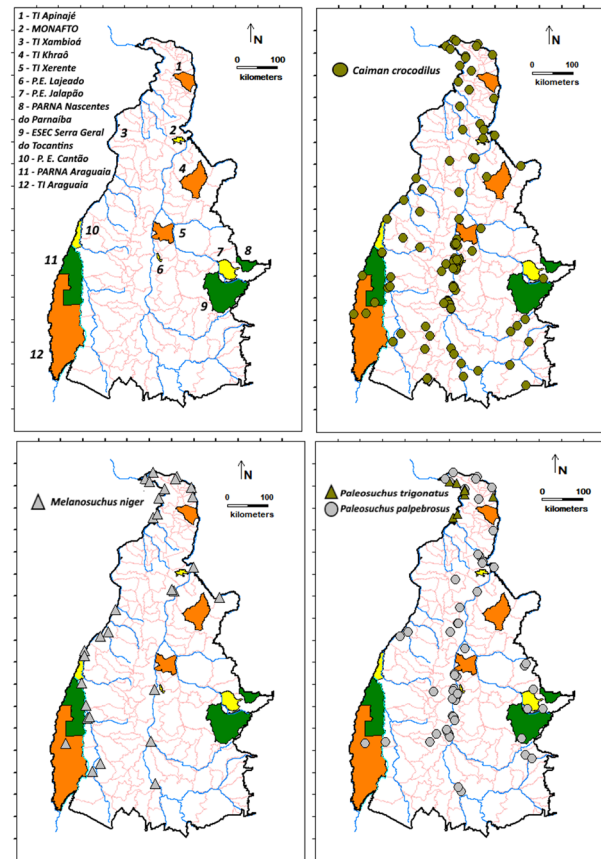 1 - TI Apinajé
2 - MONAFTO
3 - TI Xambioá
4 - TI Khraô
5 - TI Xerente
6 - P.E. Lajeado
7 - P.E. Jalapão
8 - PARNA Nascentes
do Parnaíba
9 - ESEC Serra Geral
do Tocantins
10 - P. E. Cantão
11 - PARNA Araguaia
12 - TI Araguaia
N
0 100
kilometers
1
2
3
4
5
6
7
8
9
10
11
12
Caiman crocodilus
N
0 100
kilometers
Melanosuchus niger
N
0 100
kilometers
Paleosuchus trigonatus
Paleosuchus palpebrosus
N
0 100
kilometers